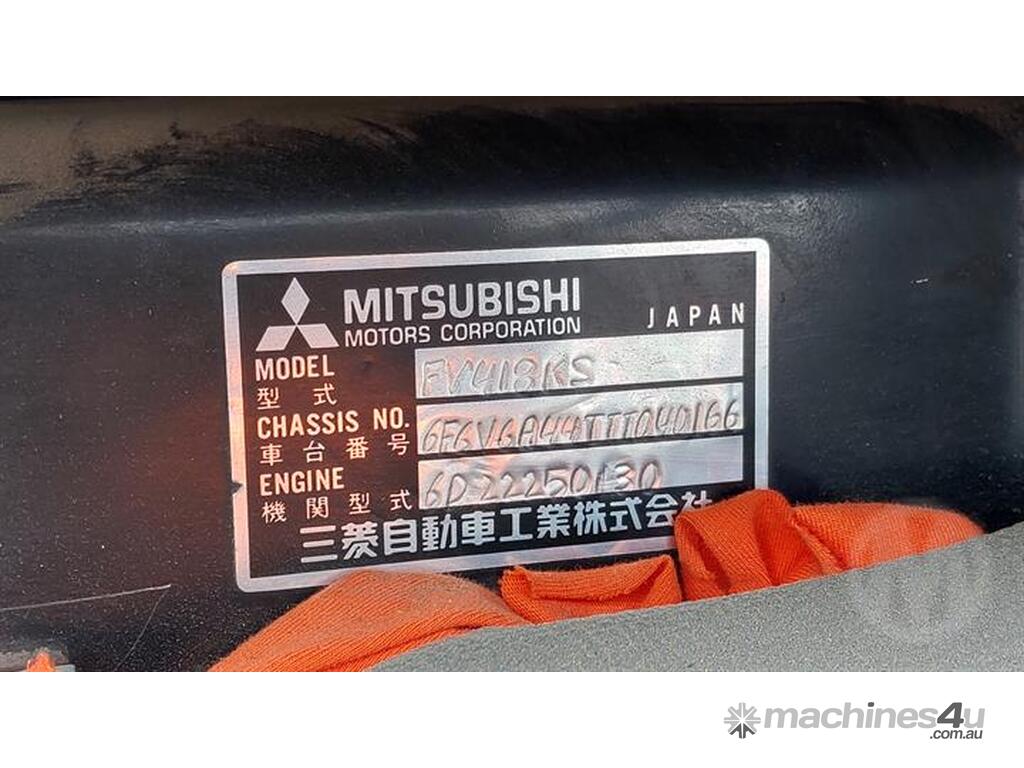 MITSUBISHI
MOTORS CORPORATION JAPAN
MODEL FV418KS
型式
CHASSIS NO. 6F6V6A44TTT04D166
車台番号
ENGINE 6D22250130
機関型式
三菱自動車工業株式会社
machines4u
.com.au